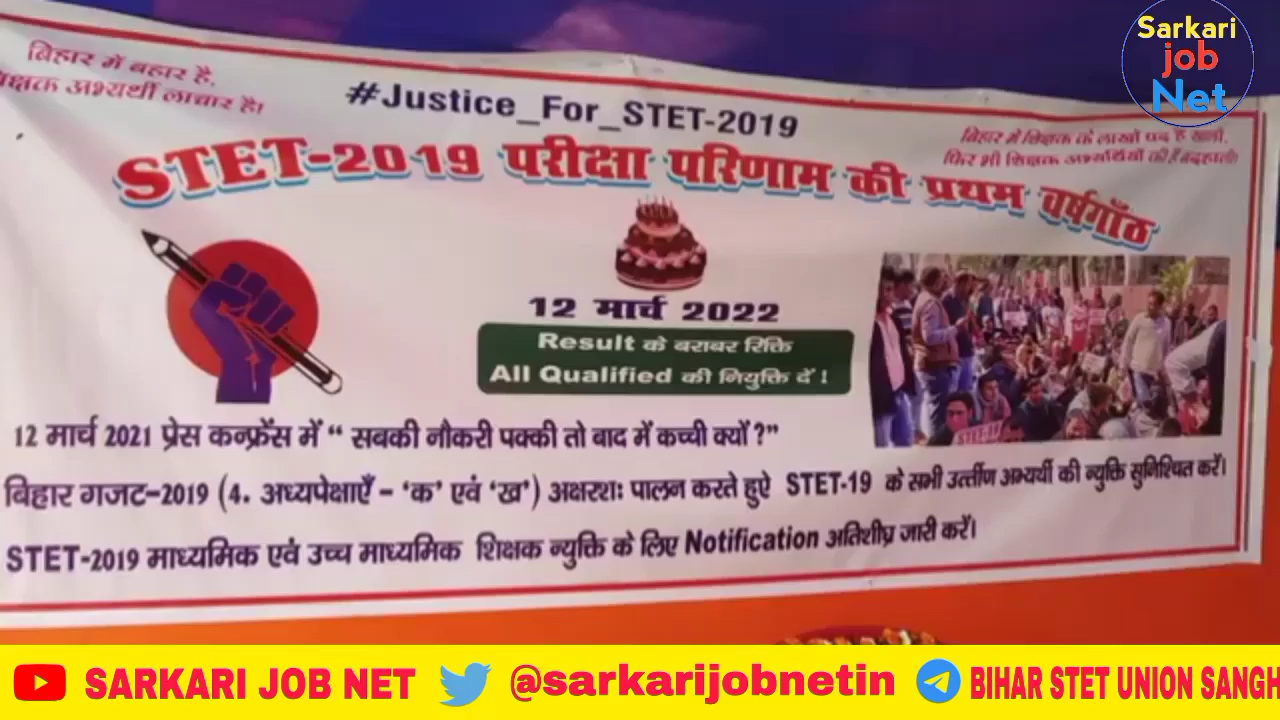 Sarkari
job
Net
बिहार में बहार है,
शिक्षक अभ्यर्थी लाचार है।
#Justice_For_STET-2019
बिहार में शिक्षक के लाखों पद है खाली,
फिर भी शिक्षक अभ्यर्थियों की है बदहाली!
STET-2019 परीक्षा परिणाम की प्रथम वर्षगाँठ
12 मार्च 2022
Result के बराबर रिक्ति
All Qualified की नियुक्ति दें !
STET-19
12 मार्च 2021 प्रेस कन्फ्रेंस में “ सबकी नौकरी पक्की तो बाद में कच्ची क्यों ?”
बिहार गजट-2019 (4. अध्यपेक्षाएँ - ‘क’ एवं ‘ख’) अक्षरशः पालन करते हुऐ STET-19 के सभी उर्त्तीण अभ्यर्थी की न्युक्ति सुनिश्चित करें।
STET-2019 माध्यमिक एवं उच्च माध्यमिक शिक्षक न्युक्ति के लिए Notification अतिशीघ्र जारी करें।
SARKARI JOB NET @sarkarijobnetin BIHAR STET UNION SANGH